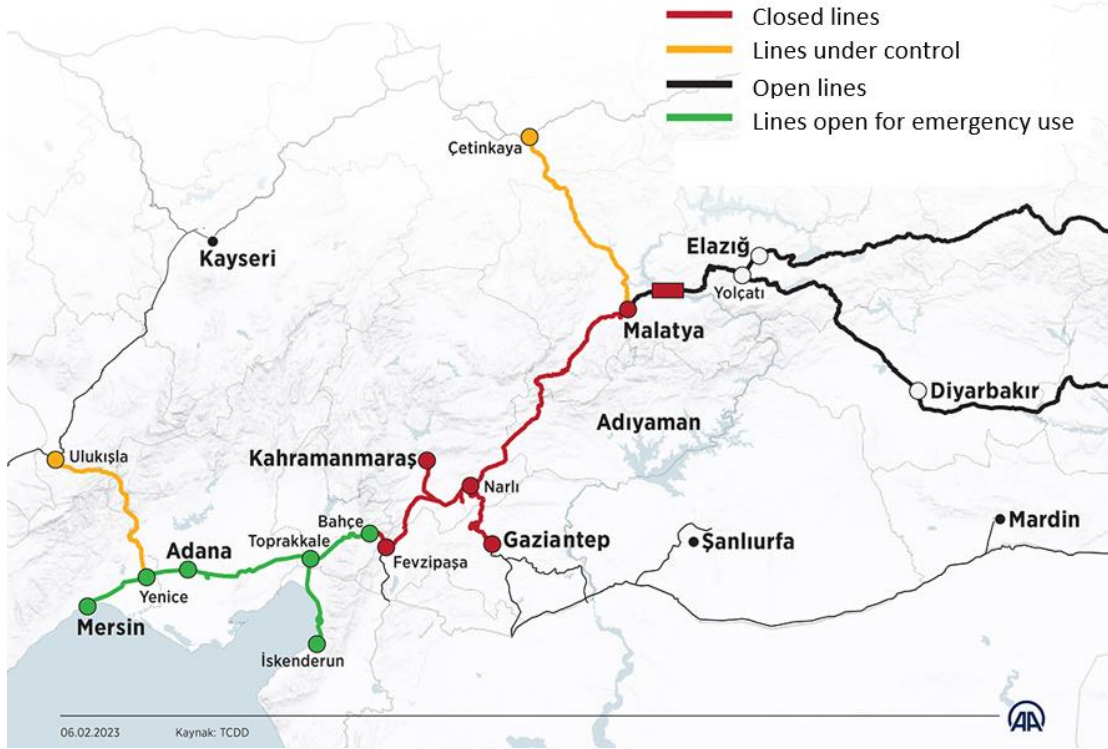 Closed lines
Lines under control
Open lines
Lines open for emergency use
Çetinkaya
Kayseri
Elazığ
Yolçatı
Malatya
Diyarbakır
Adıyaman
Ulukışla
Kahramanmaraş
Narlı
Bahçe
Gaziantep
Mardin
Toprakkale
Şanlıurfa
Adana
Fevzipaşa
Yenice
Mersin
İskenderun
06.02.2023
Kaynak: TCDD
AA